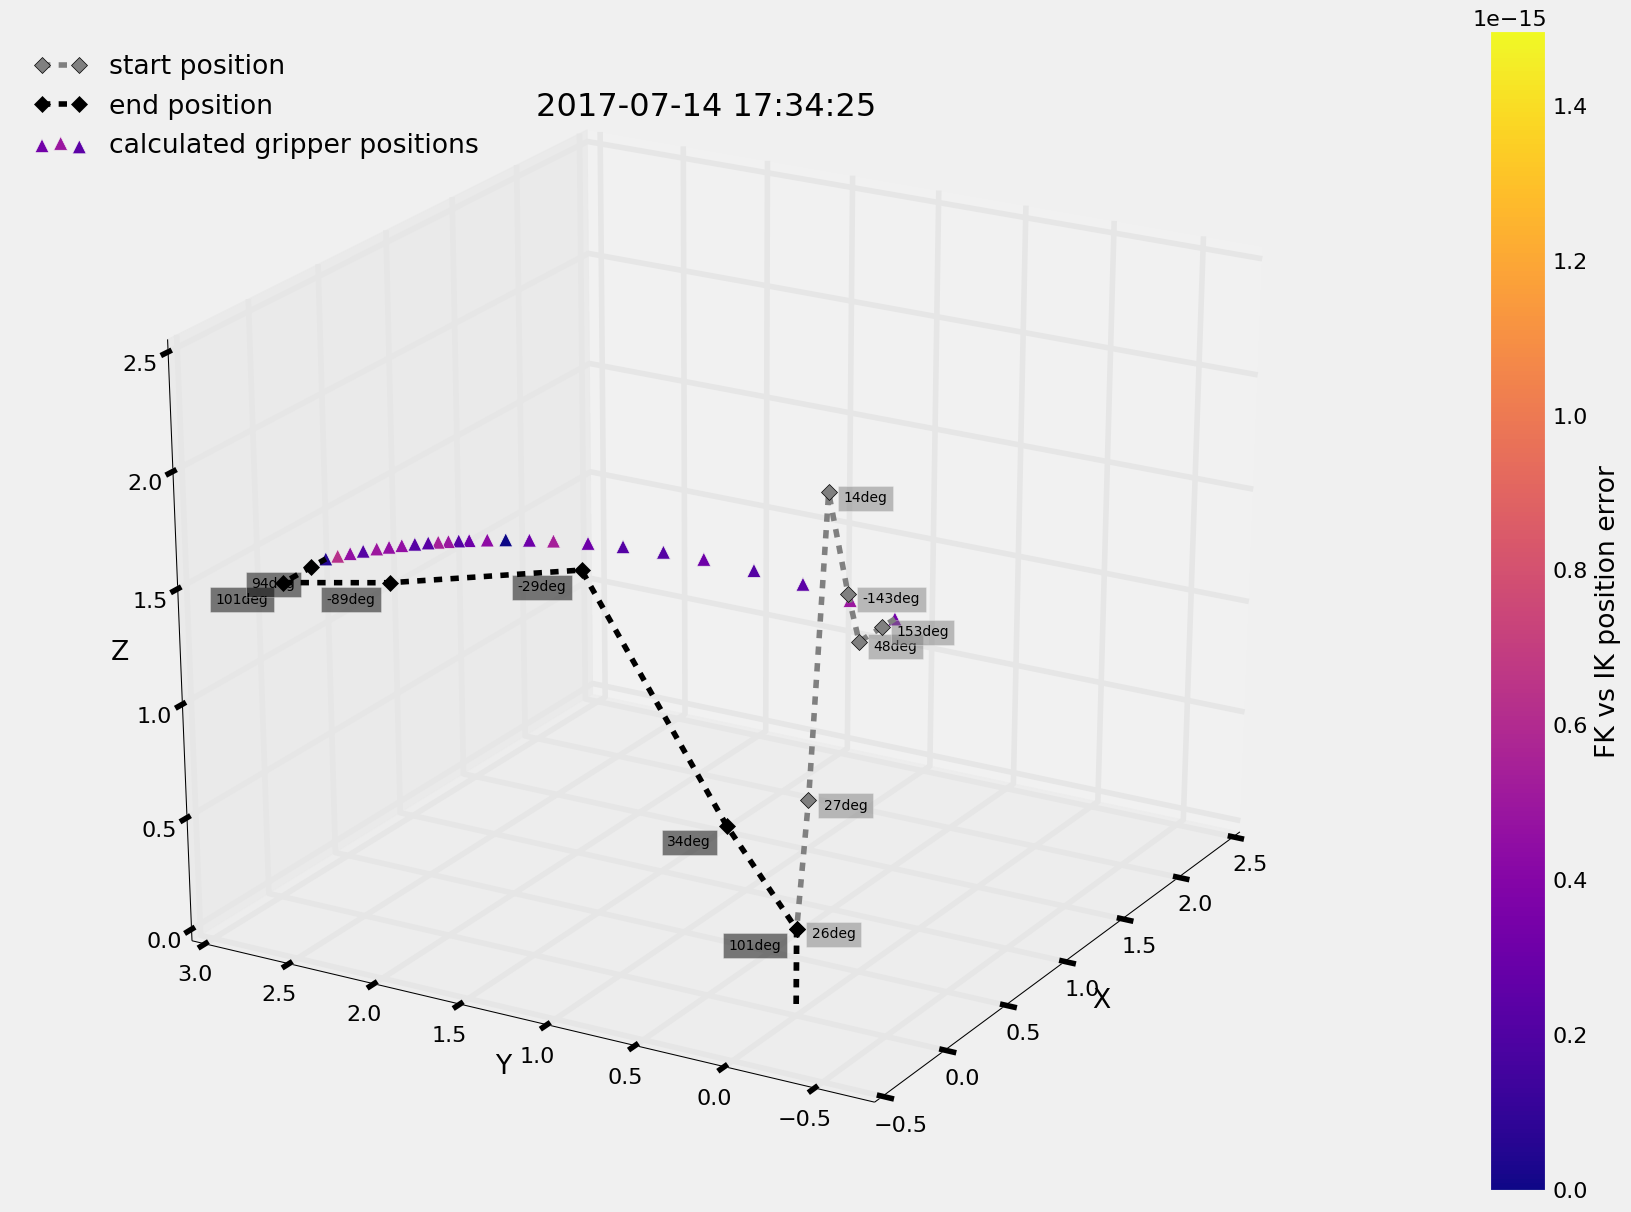 1e−15
start position
end position
calculated gripper positions
2017-07-14 17:34:25
1.4
1.2
1.0
0.8
0.6
0.4
0.2
0.0
FK vs IK position error
2.5
2.0
1.5
1.0
0.5
0.0
Z
3.0
2.5
2.0
1.5
1.0
0.5
0.0
−0.5
Y
2.5
2.0
1.5
1.0
0.5
0.0
−0.5
X
14deg
-143deg
153deg
48deg
27deg
26deg
94deg
101deg
-89deg
-29deg
34deg
101deg